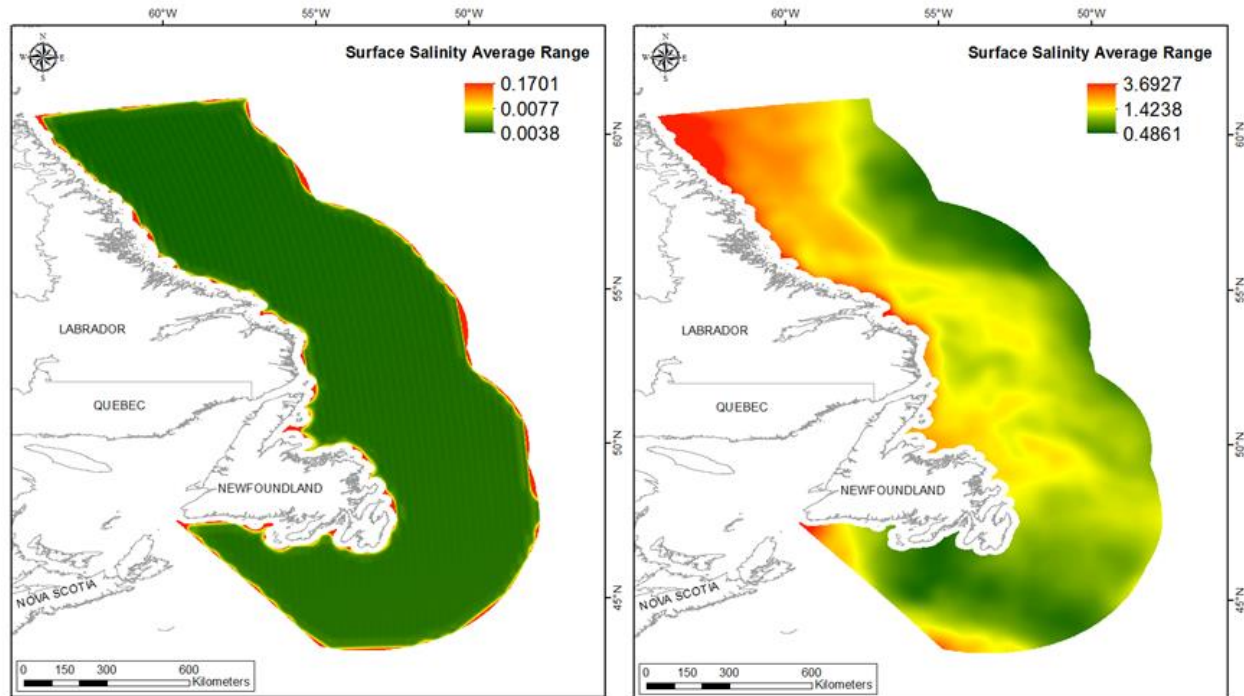 60°W 55°W 50°W
N
W E
S
Surface Salinity Average Range
0.1701
0.0077
0.0038
60°N
55°N
50°N
45°N
LABRADOR
QUEBEC
NEWFOUNDLAND
NOVA SCOTIA
0 150 300 600
Kilometers
60°W 55°W 50°W
N
W E
S
Surface Salinity Average Range
3.6927
1.4238
0.4861
60°N
55°N
50°N
45°N
LABRADOR
QUEBEC
NEWFOUNDLAND
NOVA SCOTIA
0 150 300 600
Kilometers